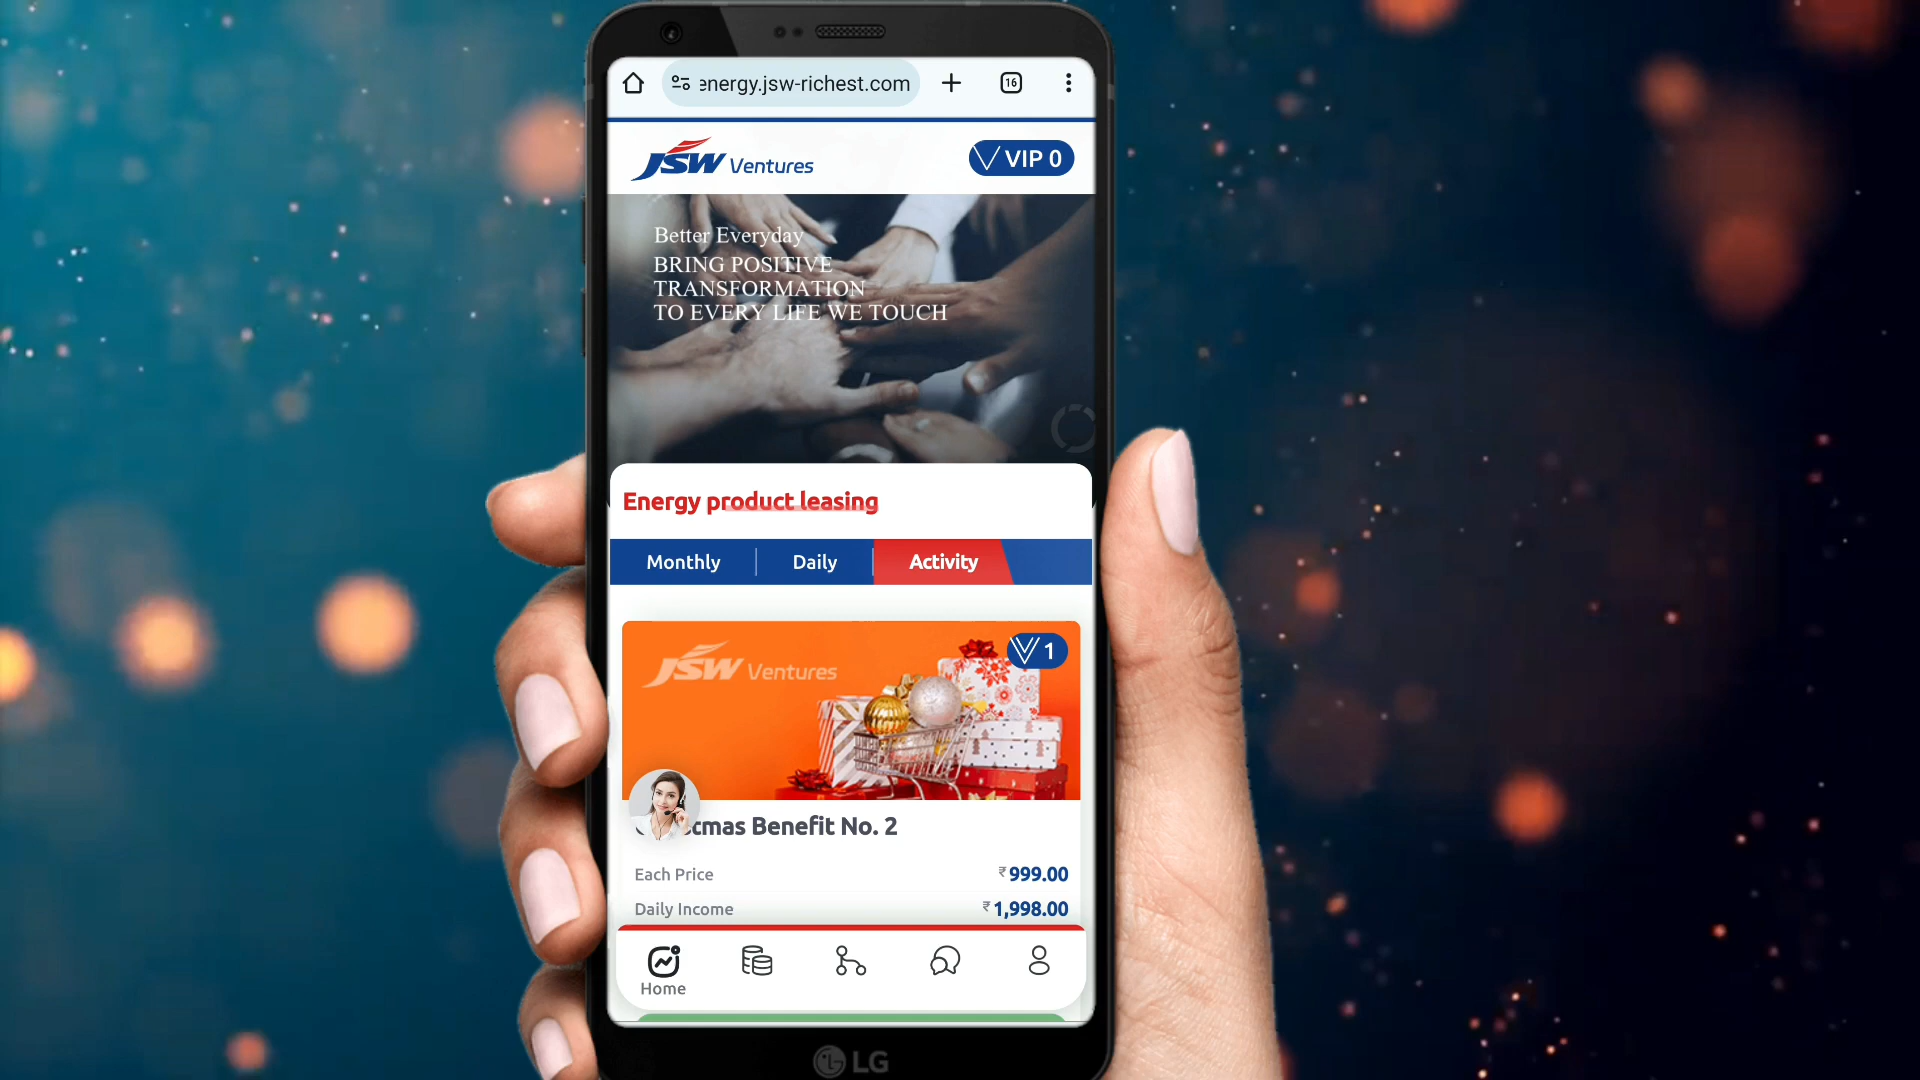 energy.jsw-richest.com
16
JSW Ventures
VIP 0
Better Everyday
BRING POSITIVE
TRANSFORMATION
TO EVERY LIFE WE TOUCH
Energy product leasing
Monthly
Daily
Activity
JSW Ventures
1
Benefit No. 2
Each Price
₹999.00
Daily Income
₹1,998.00
Home
LG